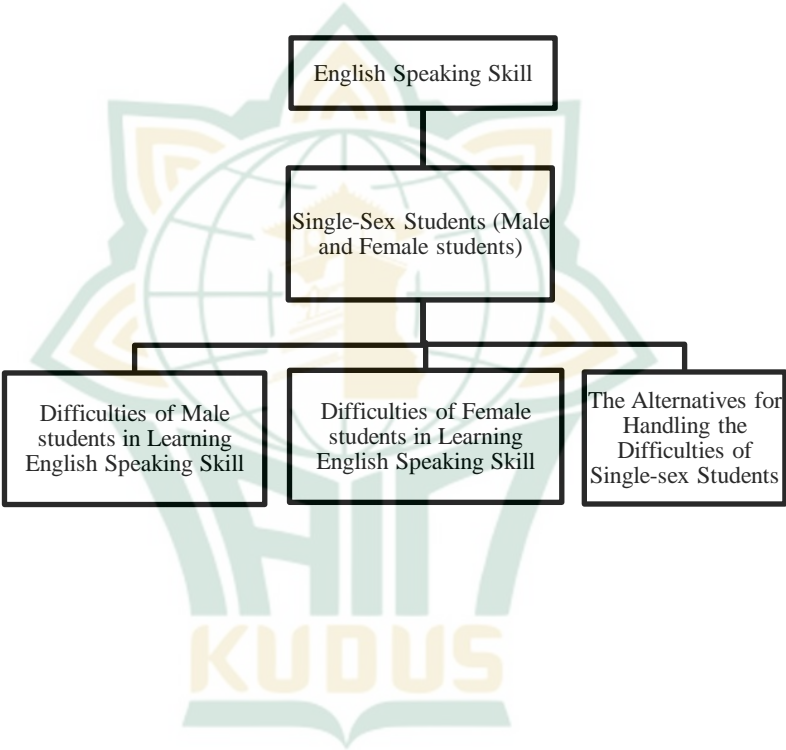 English Speaking Skill
Single-Sex Students (Male
and Female students)
Difficulties of Male
students in Learning
English Speaking Skill
Difficulties of Female
students in Learning
English Speaking Skill
The Alternatives for
Handling the
Difficulties of
Single-sex Students
KUDUS